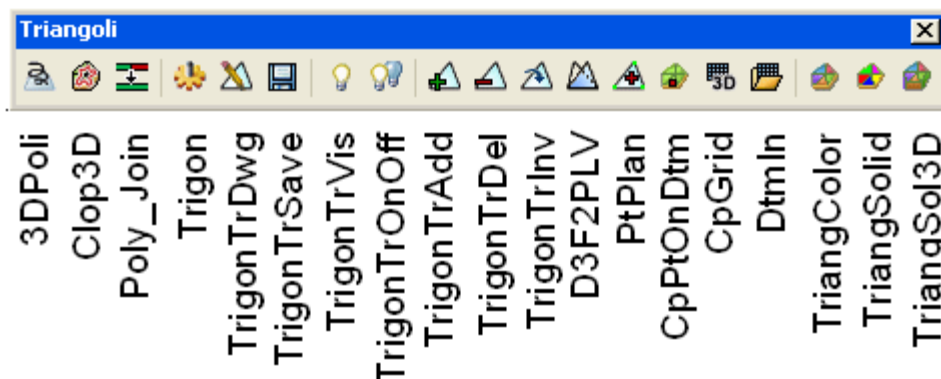 Triangoli
3D
3DPoli
Clop3D
Poly_Join
Trigon
TrigonTrDwg
TrigonTrSave
TrigonTrVis
TrigonTrOnOff
TrigonTrAdd
TrigonTrDel
TrigonTrInv
D3F2PLV
PtPlan
CpPtOnDtm
CpGrid
DtmIn
TriangColor
TriangSolid
TriangSol3D